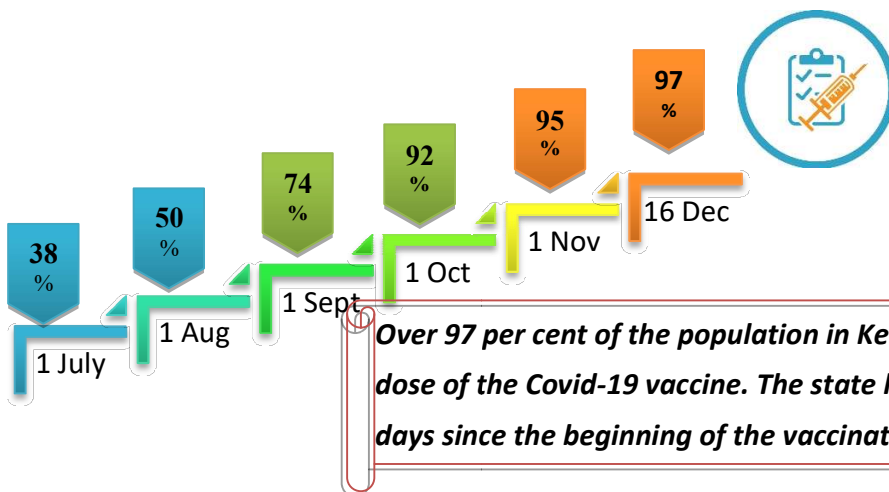 97
%
95
%
92
%
74
%
50
%
38
%
16 Dec
1 Nov
1 Oct
1 Sept
1 Aug
1 July
Over 97 per cent of the population in Ke
dose of the Covid-19 vaccine. The state
days since the beginning of the vaccinat